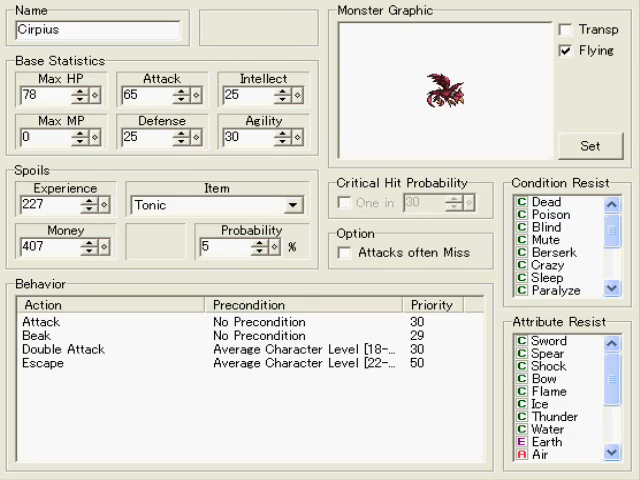 Name
Cirpius
Base Statistics
Max HP Attack Intellect
78 65 25
Max MP Defense Agility
0 25 30
Spoils
Experience Item
227 Tonic
Money Probability
407 5 %
Monster Graphic
Transp
Flying
Set
Critical Hit Probability
One in 30
Option
Attacks often Miss
Condition Resist
C Dead
C Poison
C Blind
C Mute
C Berserk
C Crazy
C Sleep
C Paralyze
Behavior
Action Precondition Priority
Attack No Precondition 30
Beak No Precondition 29
Double Attack Average Character Level [18-... 30
Escape Average Character Level [22-... 50
Attribute Resist
C Sword
C Spear
C Shock
C Bow
C Flame
C Ice
C Thunder
C Water
E Earth
A Air